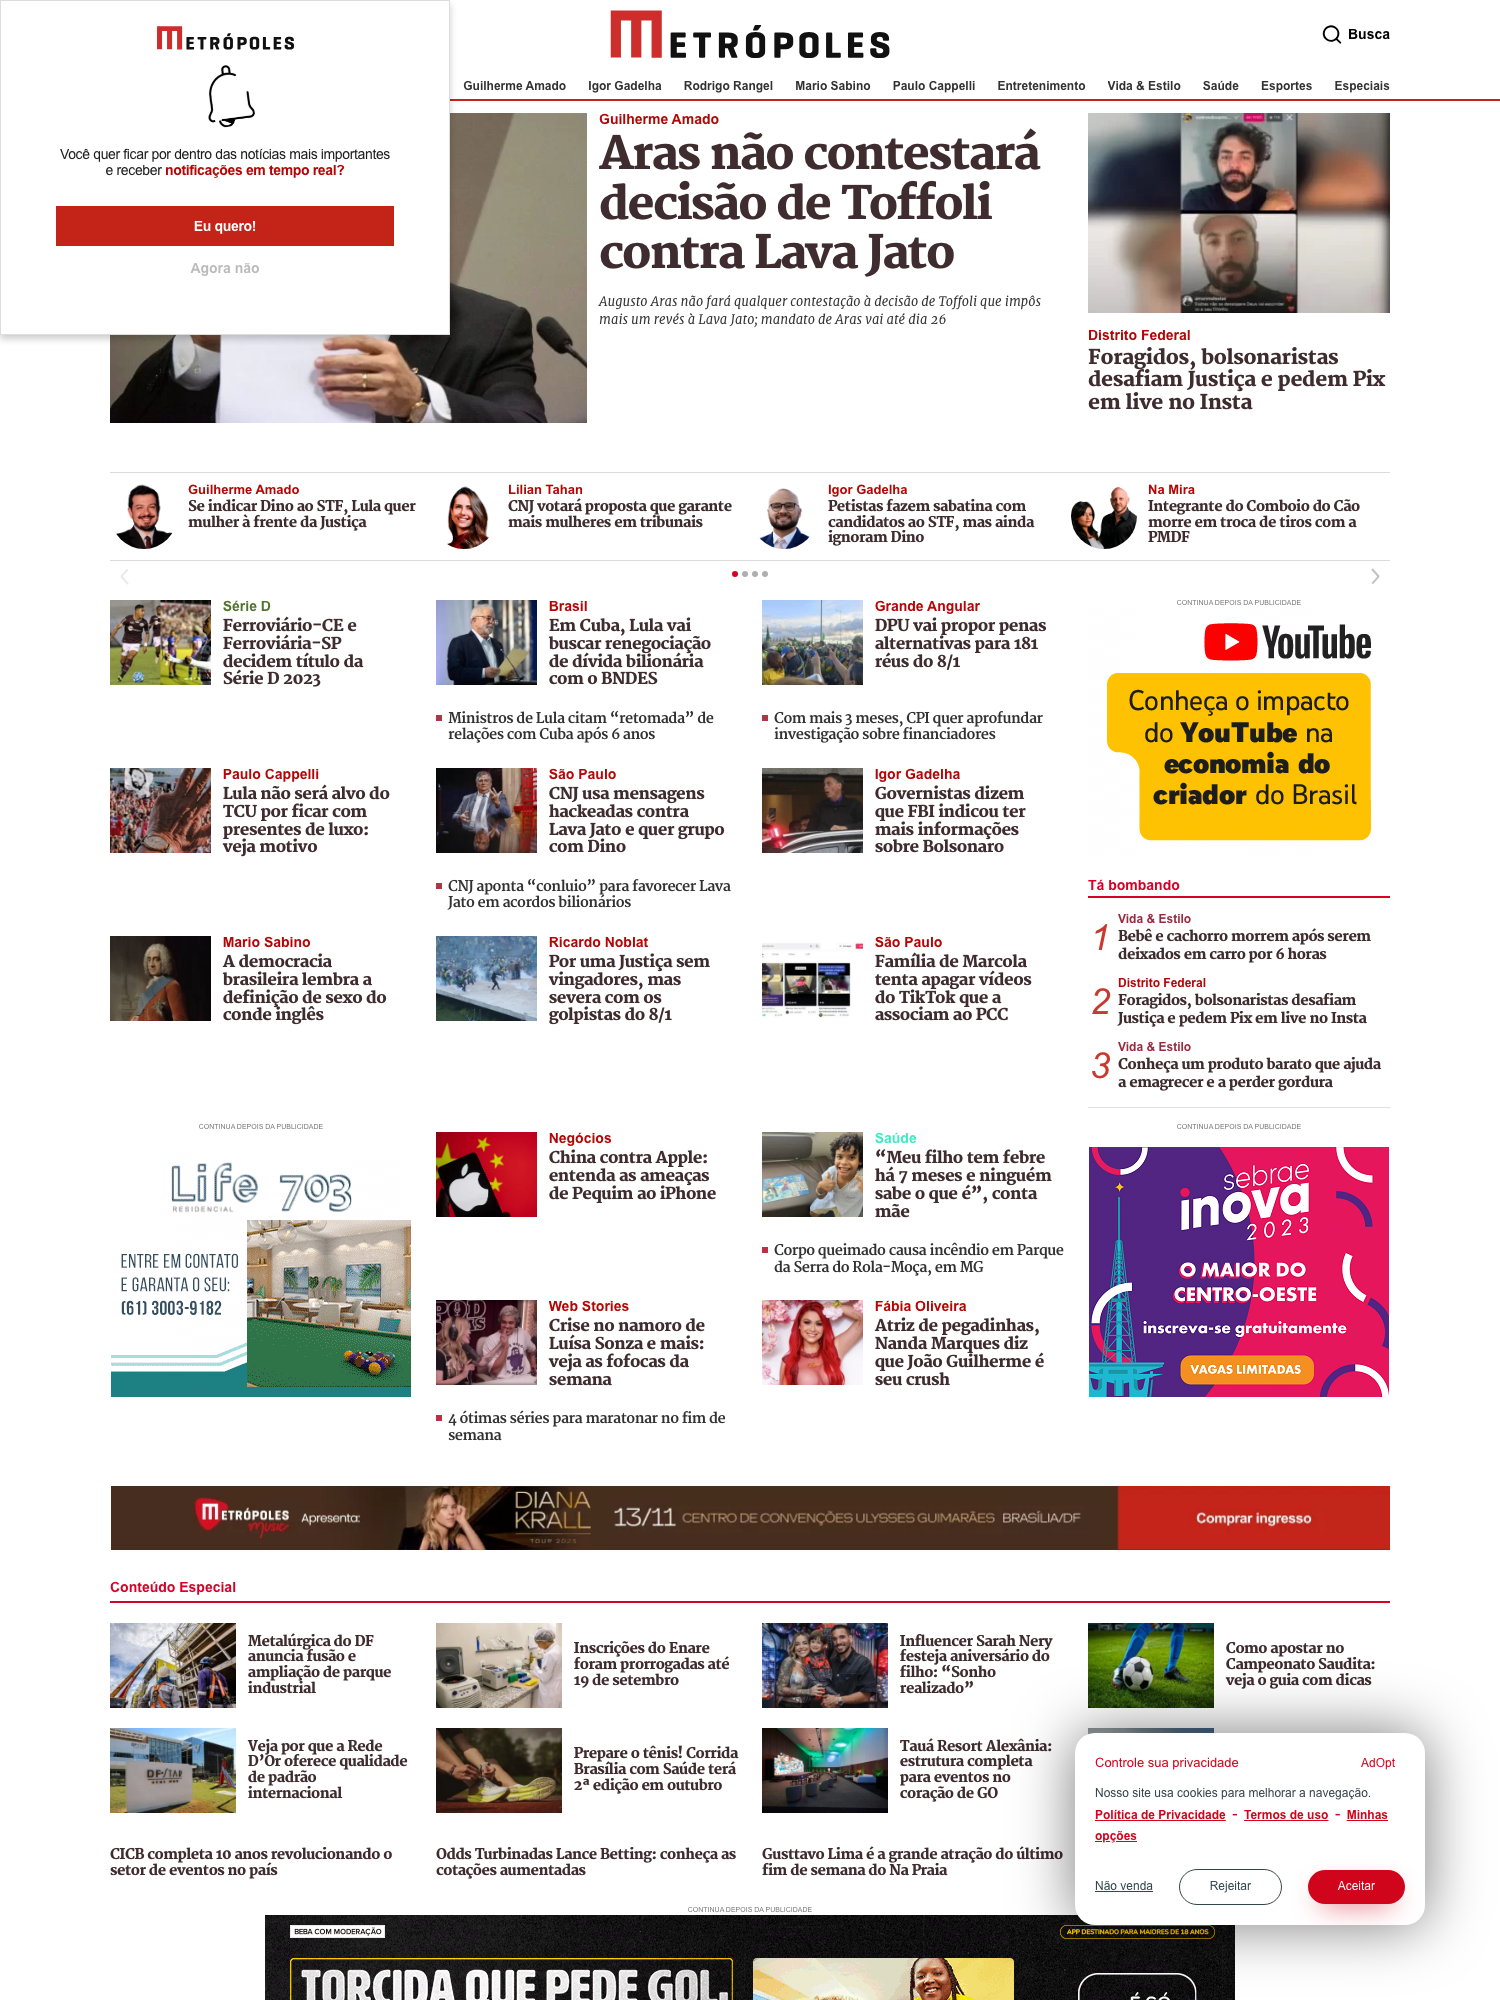 METRÓPOLES
Você quer ficar por dentro das notícias mais importantes
e receber notificações em tempo real?
Eu quero!
Agora não
METRÓPOLES
Busca
Guilherme Amado
Igor Gadelha
Rodrigo Rangel
Mario Sabino
Paulo Cappelli
Entretenimento
Vida & Estilo
Saúde
Esportes
Especiais
Guilherme Amado
Aras não contestará
decisão de Toffoli
contra Lava Jato
Augusto Aras não fará qualquer contestação à decisão de Toffoli que impôs
mais um revés à Lava Jato; mandato de Aras vai até dia 26
Distrito Federal
Foragidos, bolsonaristas
desafiam Justiça e pedem Pix
em live no Insta
Guilherme Amado
Se indicar Dino ao STF, Lula quer
mulher à frente da Justiça
Lilian Tahan
CNJ votará proposta que garante
mais mulheres em tribunais
Igor Gadelha
Petistas fazem sabatina com
candidatos ao STF, mas ainda
ignoram Dino
Na Mira
Integrante do Comboio do Cão
morre em troca de tiros com a
PMDF
Série D
Ferroviário-CE e
Ferroviária-SP
decidem título da
Série D 2023
Brasil
Em Cuba, Lula vai
buscar renegociação
de dívida bilionária
com o BNDES
Ministros de Lula citam “retomada” de
relações com Cuba após 6 anos
Grande Angular
DPU vai propor penas
alternativas para 181
réus do 8/1
Com mais 3 meses, CPI quer aprofundar
investigação sobre financiadores
CONTINUA DEPOIS DA PUBLICIDADE
YouTube
Conheça o impacto
do YouTube na
economia do
criador do Brasil
Paulo Cappelli
Lula não será alvo do
TCU por ficar com
presentes de luxo:
veja motivo
São Paulo
CNJ usa mensagens
hackeadas contra
Lava Jato e quer grupo
com Dino
CNJ aponta “conluio” para favorecer Lava
Jato em acordos bilionários
Igor Gadelha
Governistas dizem
que FBI indicou ter
mais informações
sobre Bolsonaro
Tá bombando
1
Vida & Estilo
Bebê e cachorro morrem após serem
deixados em carro por 6 horas
2
Distrito Federal
Foragidos, bolsonaristas desafiam
Justiça e pedem Pix em live no Insta
3
Vida & Estilo
Conheça um produto barato que ajuda
a emagrecer e a perder gordura
Mario Sabino
A democracia
brasileira lembra a
definição de sexo do
conde inglês
Ricardo Noblat
Por uma Justiça sem
vingadores, mas
severa com os
golpistas do 8/1
São Paulo
Família de Marcola
tenta apagar vídeos
do TikTok que a
associam ao PCC
CONTINUA DEPOIS DA PUBLICIDADE
Life 703
RESIDENCIAL
ENTRE EM CONTATO
E GARANTA O SEU:
(61) 3003-9182
Negócios
China contra Apple:
entenda as ameaças
de Pequim ao iPhone
Saúde
“Meu filho tem febre
há 7 meses e ninguém
sabe o que é”, conta
mãe
Corpo queimado causa incêndio em Parque
da Serra do Rola-Moça, em MG
CONTINUA DEPOIS DA PUBLICIDADE
sebrae
inova
2023
O MAIOR DO
CENTRO-OESTE
inscreva-se gratuitamente
VAGAS LIMITADAS
Web Stories
Crise no namoro de
Luísa Sonza e mais:
veja as fofocas da
semana
4 ótimas séries para maratonar no fim de
semana
Fábia Oliveira
Atriz de pegadinhas,
Nanda Marques diz
que João Guilherme é
seu crush
METRÓPOLES
music
Apresenta:
DIANA
KRALL
TOUR 2023
13/11 CENTRO DE CONVENÇÕES ULYSSES GUIMARÃES BRASÍLIA/DF
Comprar ingresso
Conteúdo Especial
Metalúrgica do DF
anuncia fusão e
ampliação de parque
industrial
Inscrições do Enare
foram prorrogadas até
19 de setembro
Influencer Sarah Nery
festeja aniversário do
filho: “Sonho
realizado”
Como apostar no
Campeonato Saudita:
veja o guia com dicas
DF STAR
Veja por que a Rede
D’Or oferece qualidade
de padrão
internacional
Prepare o tênis! Corrida
Brasília com Saúde terá
2ª edição em outubro
Tauá Resort Alexânia:
estrutura completa
para eventos no
coração de GO
CICB completa 10 anos revolucionando o
setor de eventos no país
Odds Turbinadas Lance Betting: conheça as
cotações aumentadas
Gusttavo Lima é a grande atração do último
fim de semana do Na Praia
Controle sua privacidade
AdOpt
Nosso site usa cookies para melhorar a navegação.
Política de Privacidade - Termos de uso - Minhas
opções
Não venda
Rejeitar
Aceitar
CONTINUA DEPOIS DA PUBLICIDADE
BEBA COM MODERAÇÃO
APP DESTINADO PARA MAIORES DE 18 ANOS
TORCIDA QUE PEDE GOL,
É SÓ